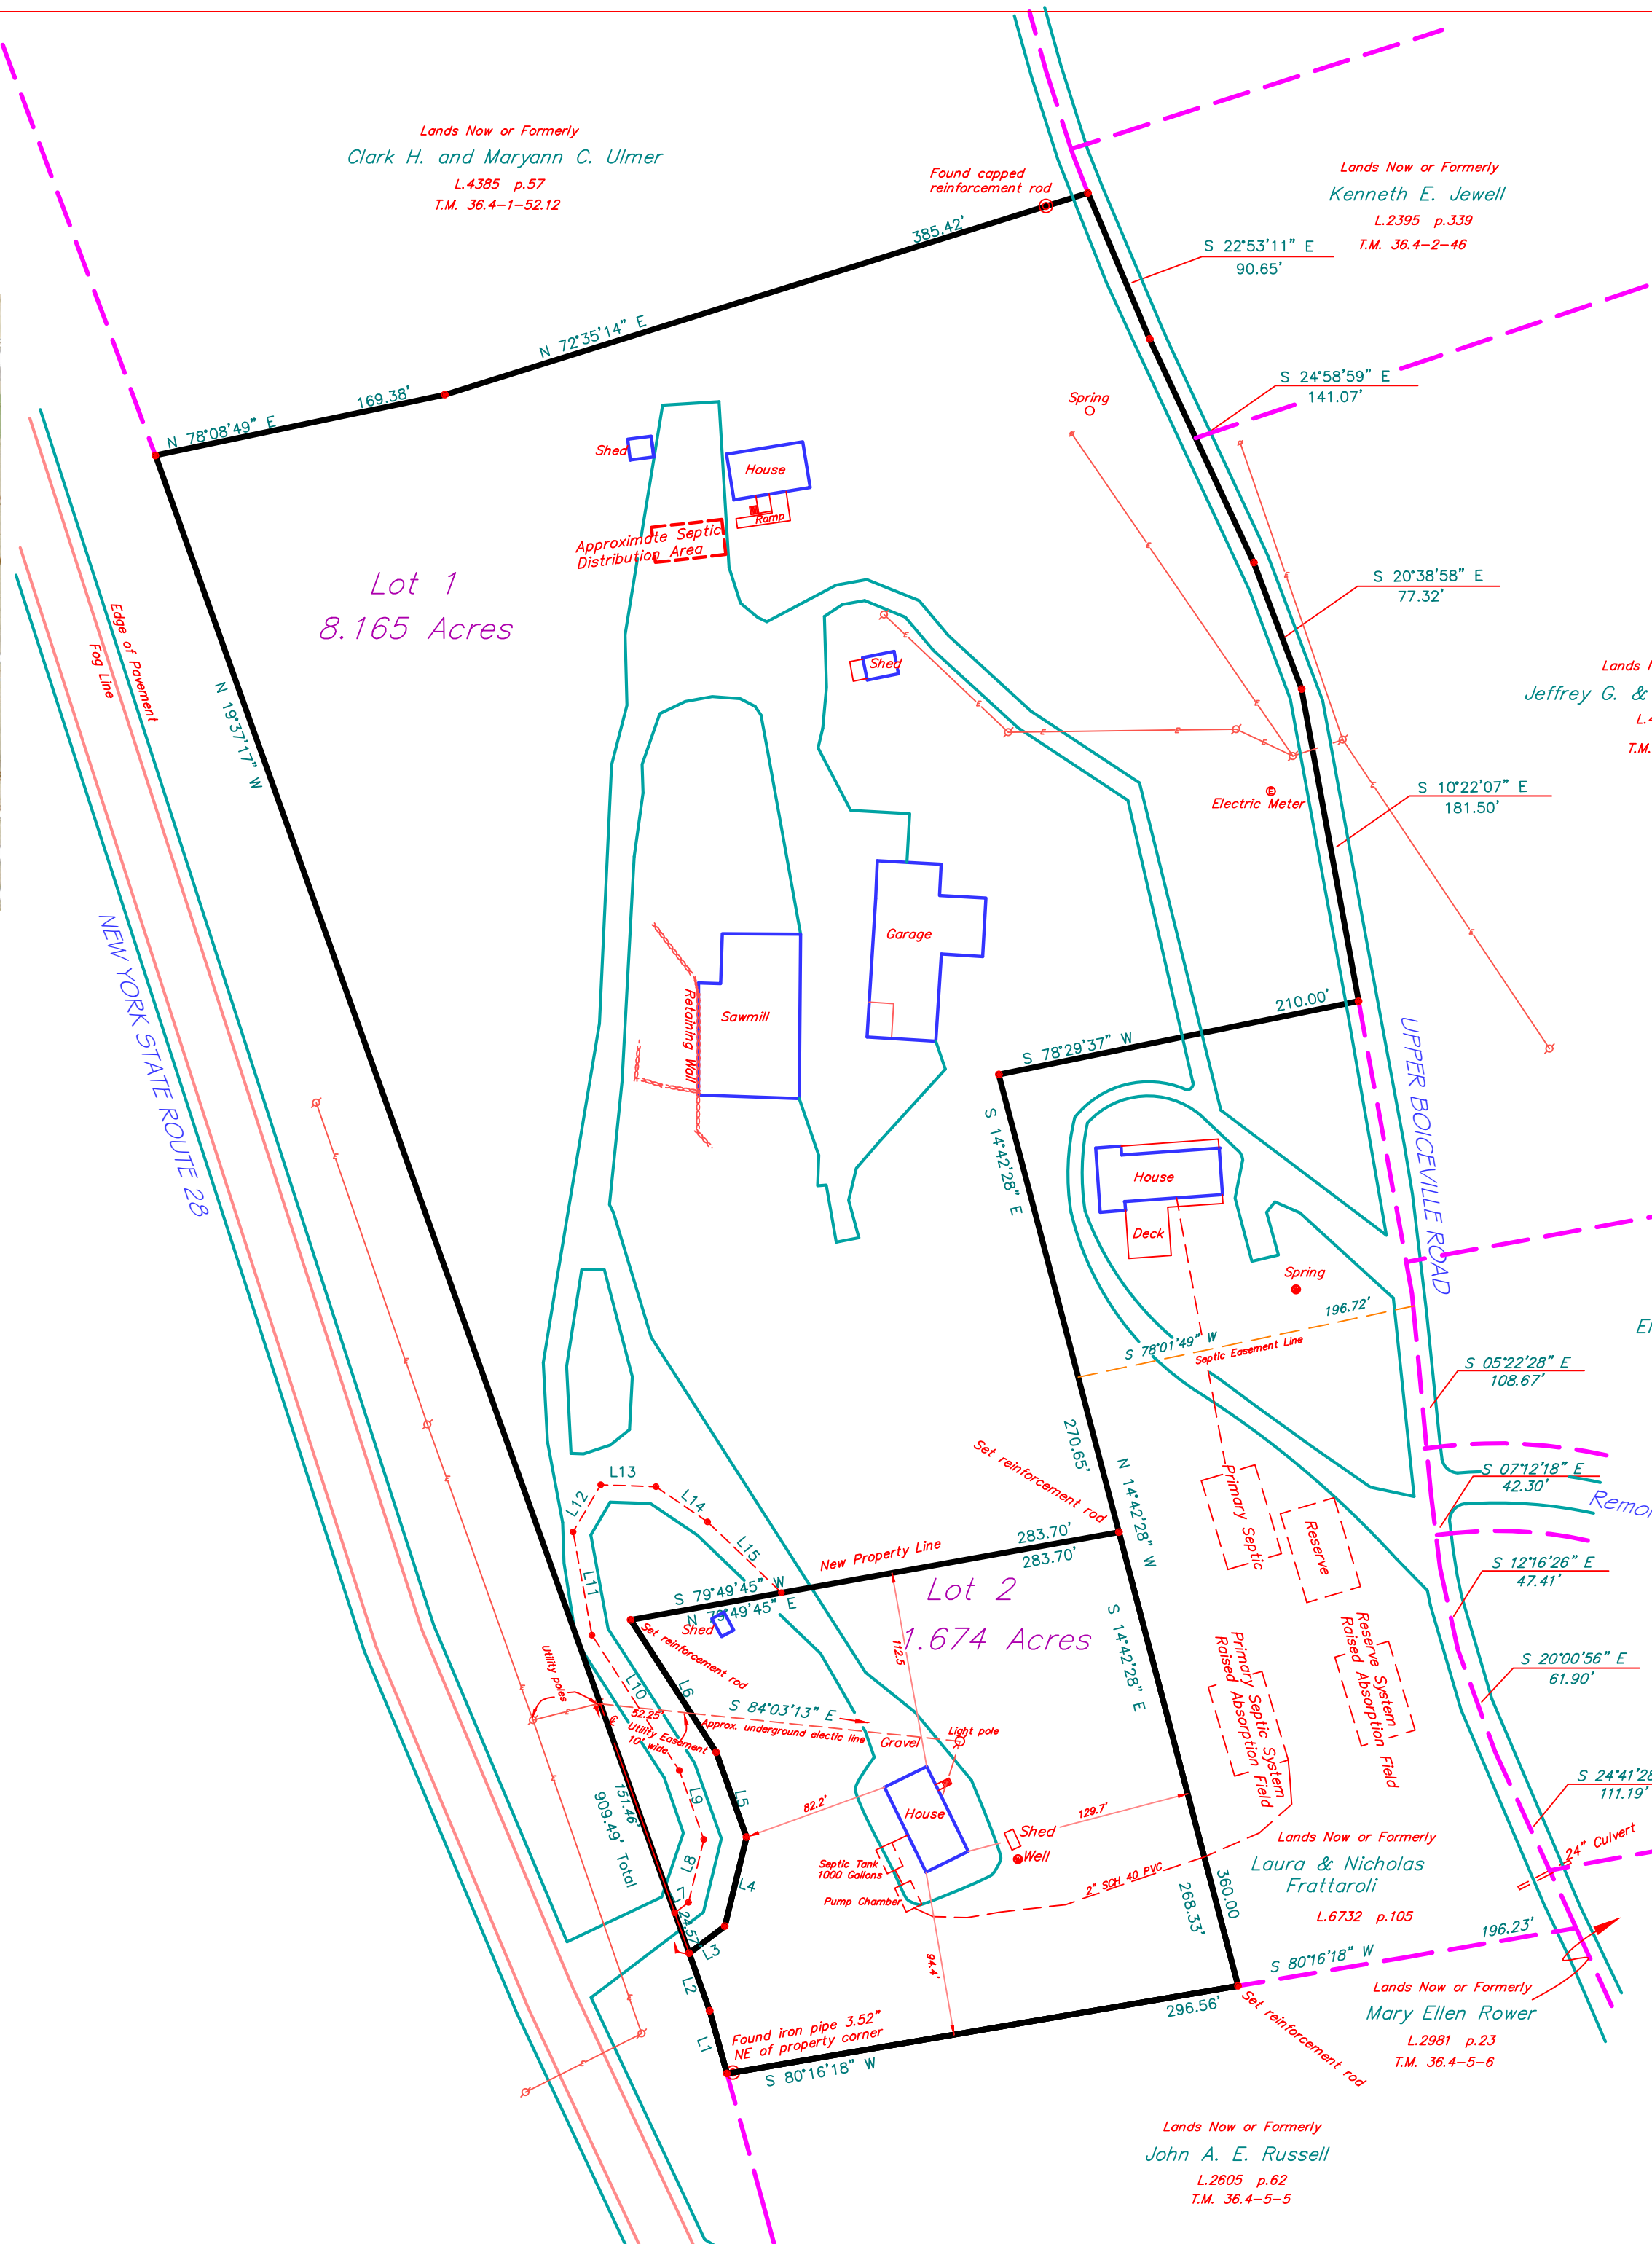 Lands Now or Formerly
Clark H. and Maryann C. Ulmer
L.4385 p.57
T.M. 36.4-1-52.12
Found capped
reinforcement rod
Lands Now or Formerly
Kenneth E. Jewell
L.2395 p.339
T.M. 36.4-2-46
385.42'
S 22°53'11" E
90.65'
N 72°35'14" E
169.38'
N 78°08'49" E
S 24°58'59" E
141.07'
Spring
Shed
House
Ramp
Approximate Septic
Distribution Area
Lot 1
8.165 Acres
S 20°38'58" E
77.32'
Edge of Pavement
Fog Line
Shed
N 19°37'17" W
Lands N
Jeffrey G. &
L.4
T.M.
Electric Meter
S 10°22'07" E
181.50'
NEW YORK STATE ROUTE 28
Garage
Sawmill
Retaining Wall
210.00'
S 78°29'37" W
UPPER BOICEVILLE ROAD
S 14°42'28" E
House
Deck
Spring
196.72'
S 78°01'49" W
Septic Easement Line
El
S 05°22'28" E
108.67'
270.65'
Set reinforcement rod
N 14°42'28" W
Primary Septic
Reserve
S 07°12'18" E
42.30'
Remo
L13
L12
L14
L15
L11
New Property Line
283.70'
283.70'
S 79°49'45" W
N 79°49'45" E
Lot 2
1.674 Acres
S 12°16'26" E
47.41'
Shed
Set reinforcement rod
112.5
S 14°42'28" E
Primary Septic System
Raised Absorption Field
Reserve System
Raised Absorption Field
S 20°00'56" E
61.90'
Utility poles
L10
L6
52.25'
S 84°03'13" E
Utility Easement
10' wide
Approx. underground electic line
Gravel
Light pole
L9
L5
151.46'
909.49' Total
82.2'
House
129.7'
Shed
Well
S 24°41'28
111.19'
24" Culvert
Septic Tank
1000 Gallons
Pump Chamber
2" SCH 40 PVC
Lands Now or Formerly
Laura & Nicholas
Frattaroli
L.6732 p.105
L8
L4
L7
24.57'
L3
L2
L1
268.33'
360.00
94.4'
196.23'
S 80°16'18" W
296.56'
Set reinforcement rod
Lands Now or Formerly
Mary Ellen Rower
L.2981 p.23
T.M. 36.4-5-6
Found iron pipe 3.52"
NE of property corner
S 80°16'18" W
Lands Now or Formerly
John A. E. Russell
L.2605 p.62
T.M. 36.4-5-5